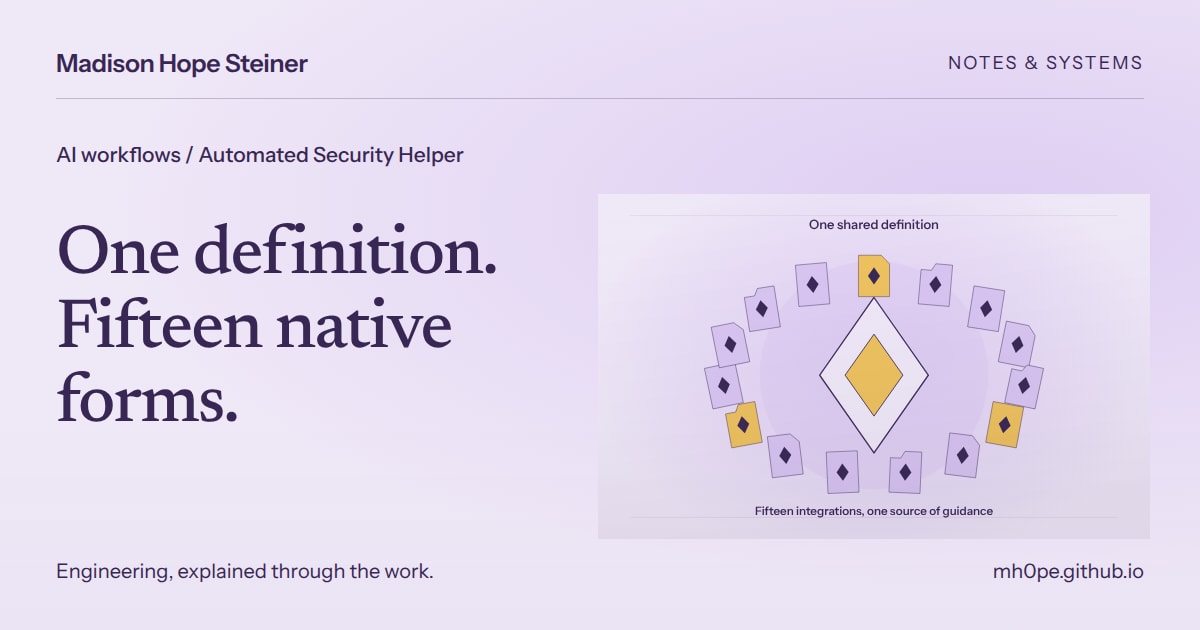 Madison Hope Steiner
NOTES & SYSTEMS
AI workflows / Automated Security Helper
One definition.
Fifteen native
forms.
One shared definition
Fifteen integrations, one source of guidance
Engineering, explained through the work.
mh0pe.github.io